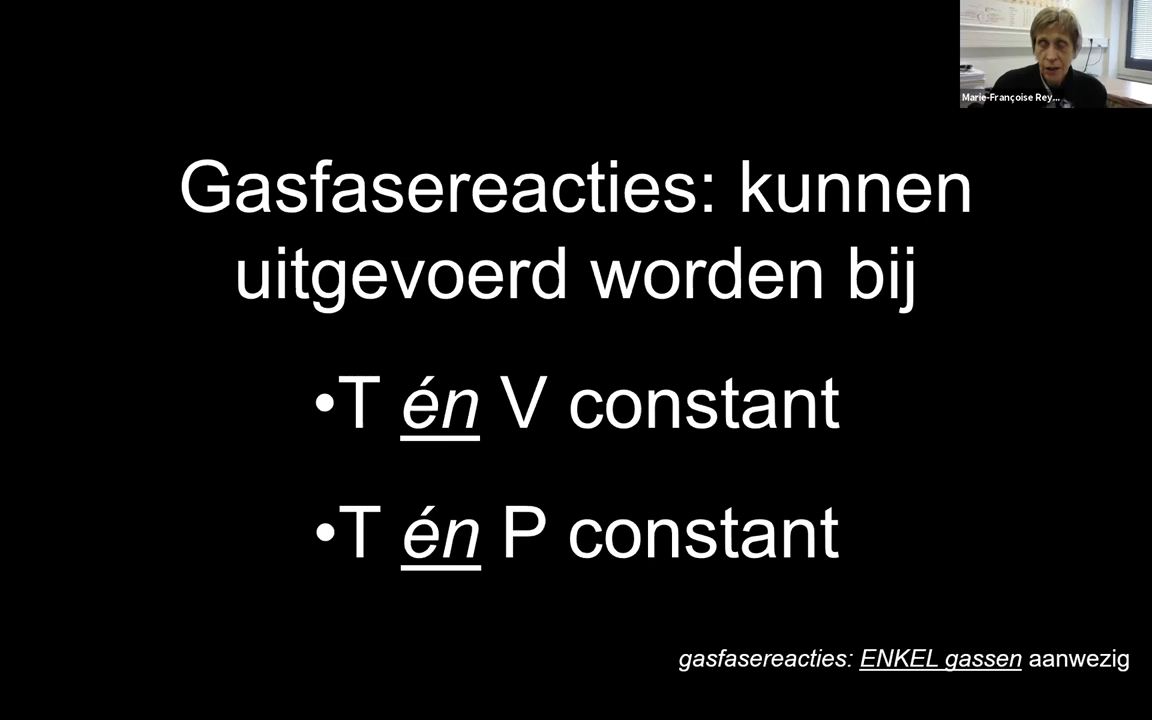 Marie-Françoise Rey...
Gasfasereacties: kunnen
uitgevoerd worden bij
•T én V constant
•T én P constant
gasfasereacties: ENKEL gassen aanwezig